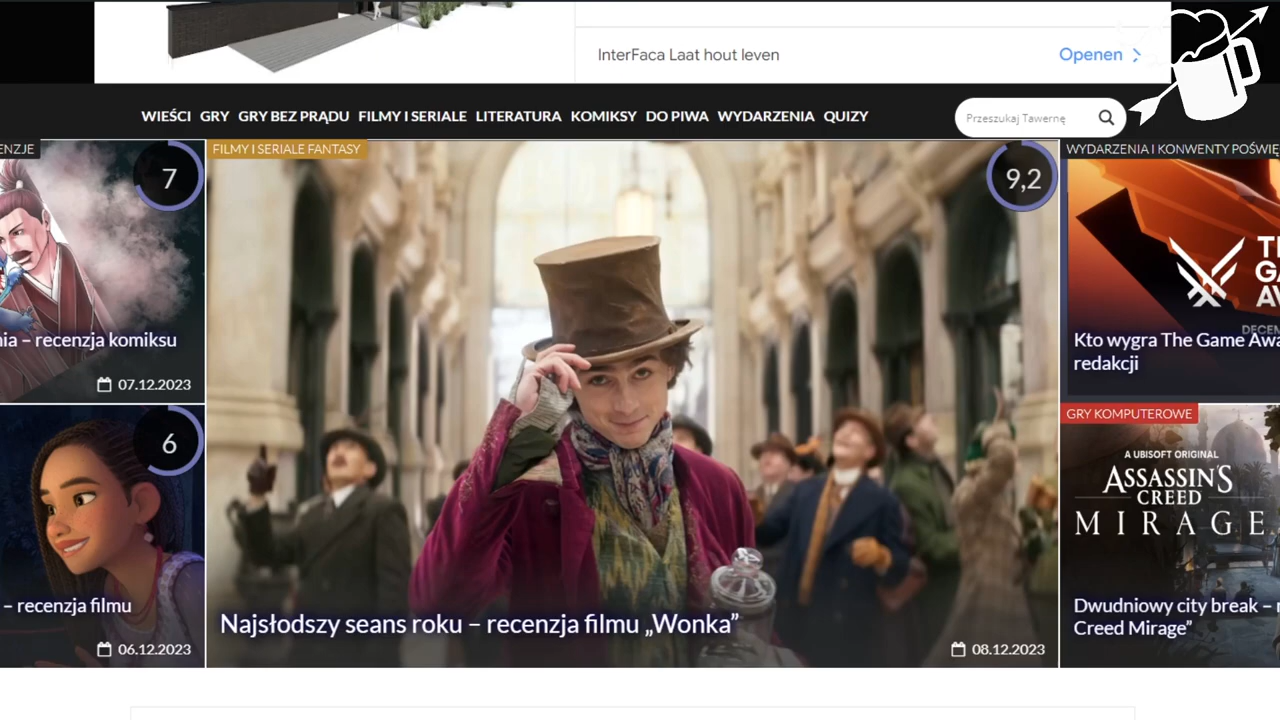 InterFaca Laat hout leven
Openen
WIEŚCI GRY GRY BEZ PRĄDU FILMY I SERIALE LITERATURA KOMIKSY DO PIWA WYDARZENIA QUIZY
Przeszukaj Tawernę
ENZJE
7
nia – recenzja komiksu
07.12.2023
6
– recenzja filmu
06.12.2023
FILMY I SERIALE FANTASY
9,2
Najsłodszy seans roku – recenzja filmu „Wonka”
08.12.2023
WYDARZENIA I KONWENTY POŚWIĘ
GA
AW
DECEM
Kto wygra The Game Awa
redakcji
GRY KOMPUTEROWE
A UBISOFT ORIGINAL
ASSASSIN'S
CREED
MIRAGE
Dwudniowy city break – r
Creed Mirage”